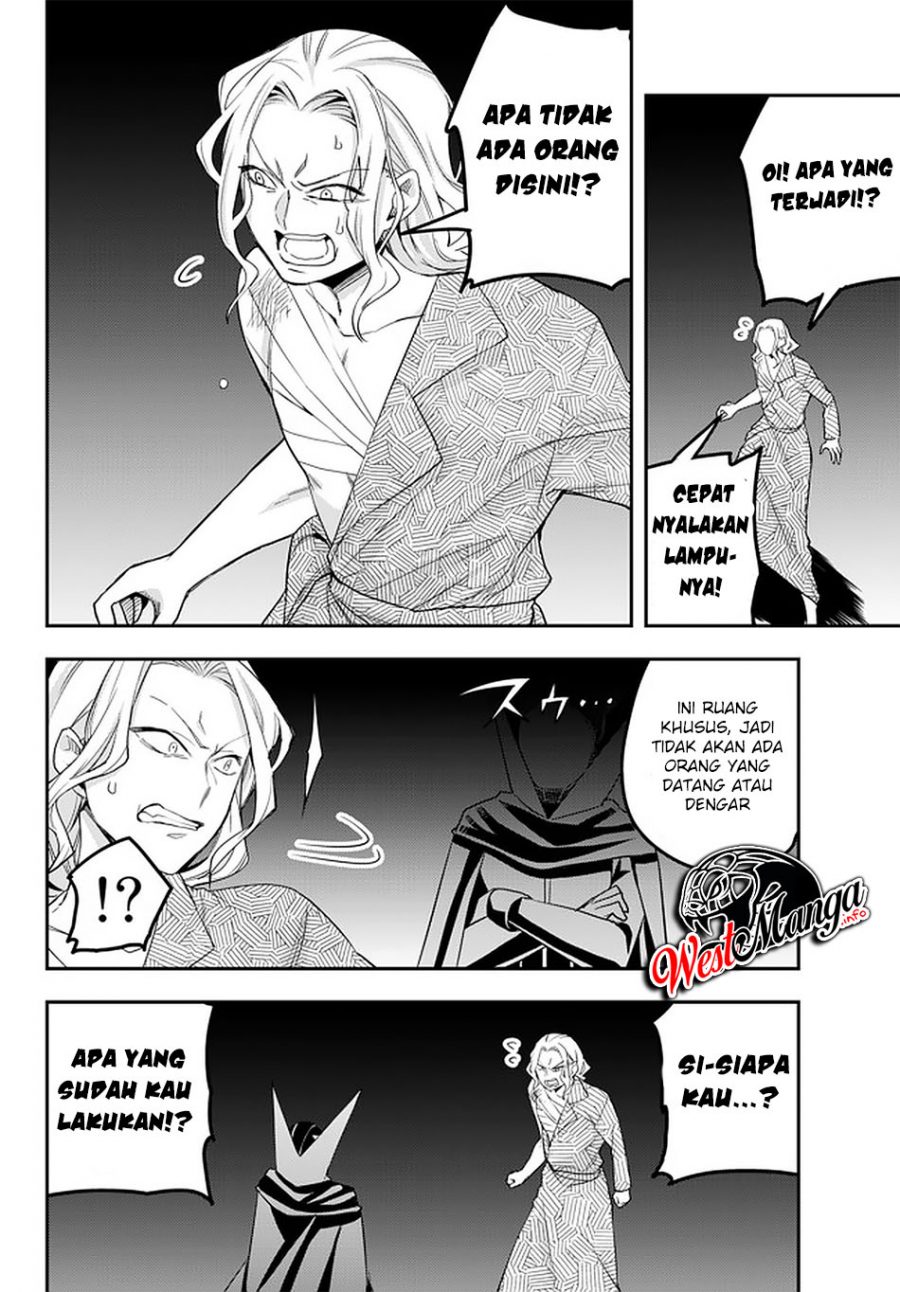 OI! APA YANG
TERJADI!?
CEPAT
NYALAKAN
LAMPU-
NYA!
APA TIDAK
ADA ORANG
DISINI!?
INI RUANG
KHUSUS, JADI
TIDAK AKAN ADA
ORANG YANG
DATANG ATAU
DENGAR
スゥ...
!?
WestManga
.info
SI-SIAPA
KAU...?
APA YANG
SUDAH KAU
LAKUKAN!?